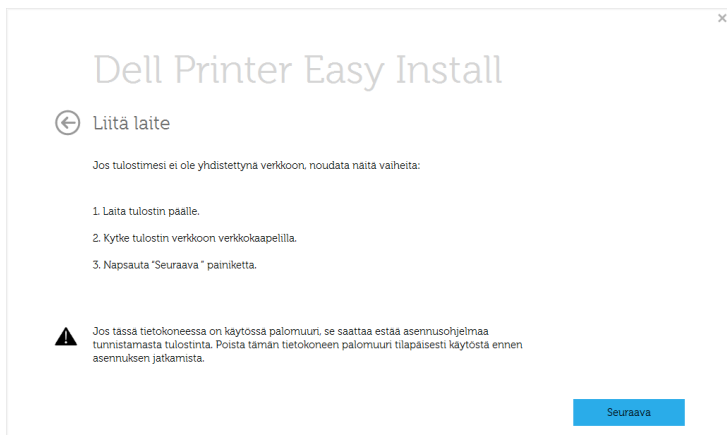 Dell Printer Easy Install
Liitä laite
Jos tulostimesi ei ole yhdistettynä verkkoon, noudata näitä vaiheita:
1. Laita tulostin päälle.
2. Kytke tulostin verkkoon verkkokaapelilla.
3. Napsauta "Seuraava" painiketta.
Jos tässä tietokoneessa on käytössä palomuuri, se saattaa estää asennusohjelmaa
tunnistamasta tulostinta. Poista tämän tietokoneen palomuuri tilapäisesti käytöstä ennen
asennuksen jatkamista.
Seuraava